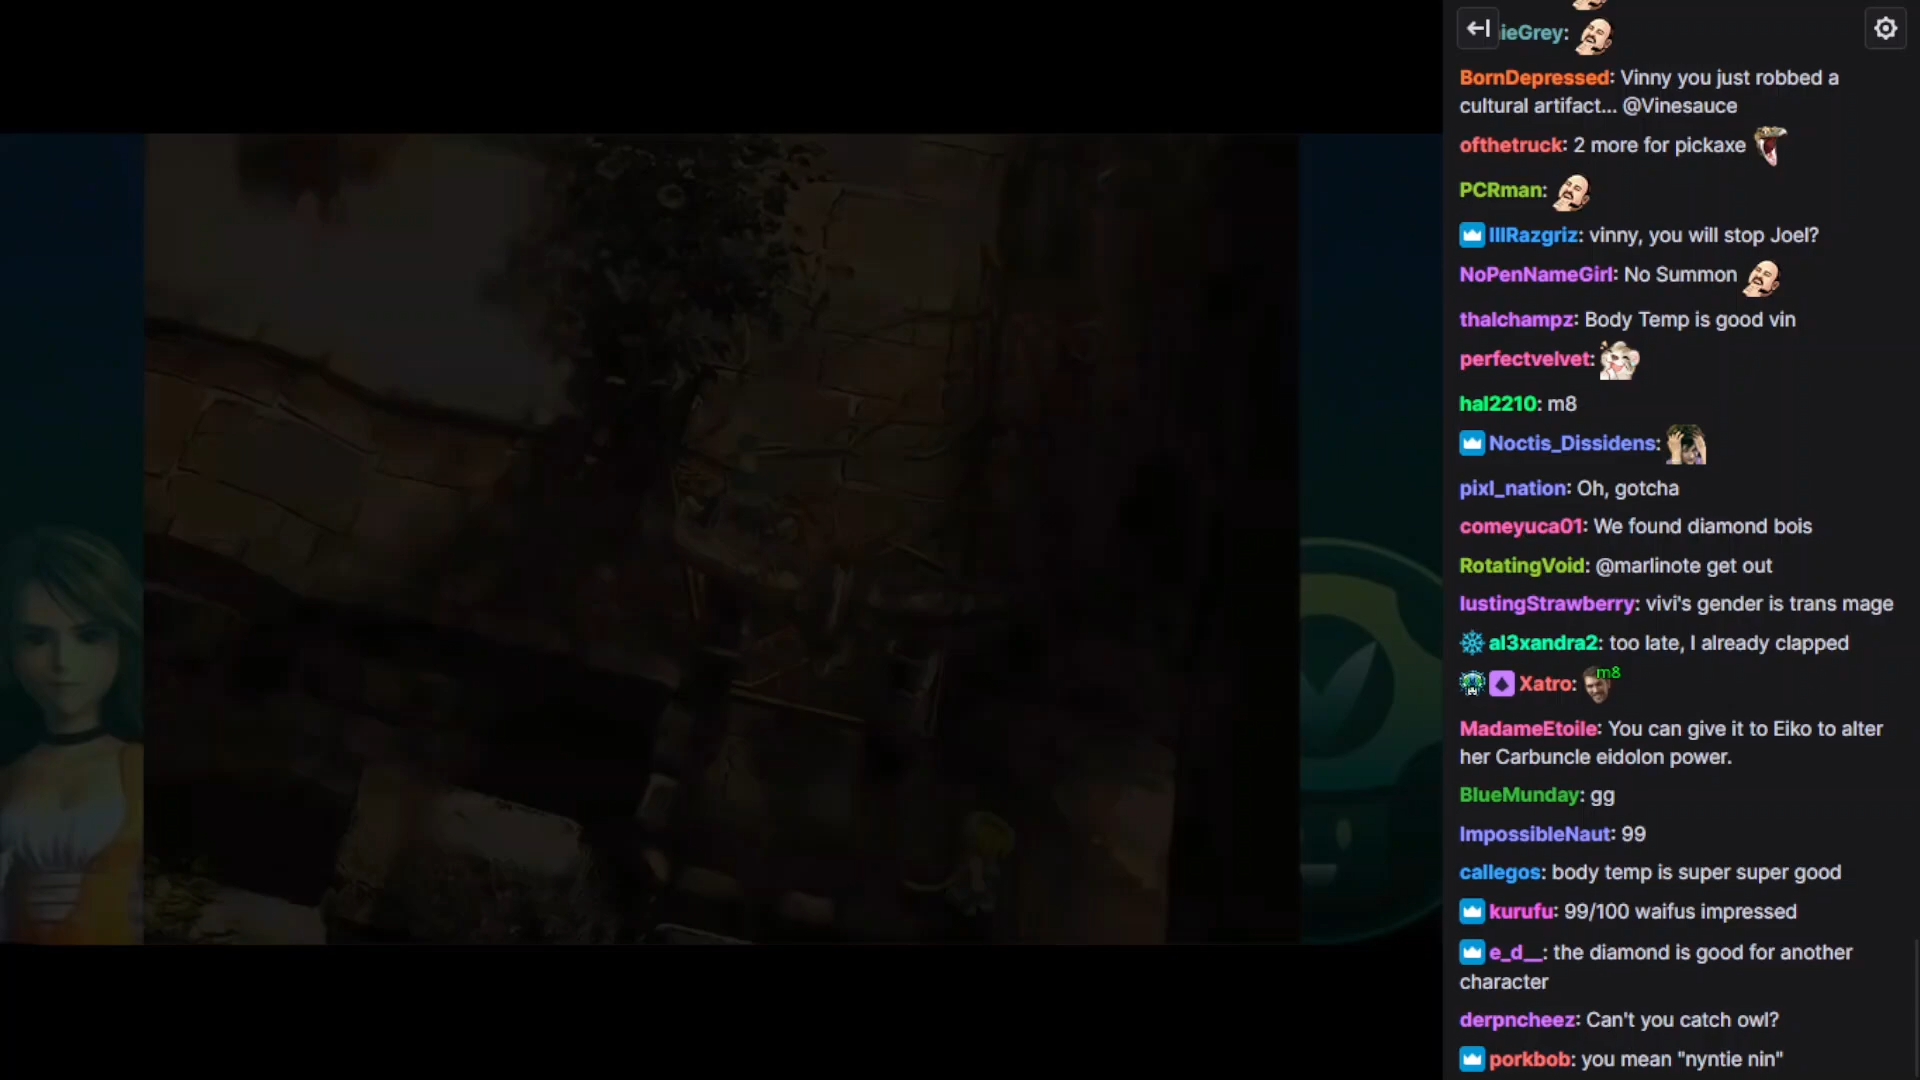 ieGrey:
BornDepressed: Vinny you just robbed a
cultural artifact... @Vinesauce
ofthetruck: 2 more for pickaxe
PCRman:
IllRazgriz: vinny, you will stop Joel?
NoPenNameGirl: No Summon
thalchampz: Body Temp is good vin
perfectvelvet:
hal2210: m8
Noctis_Dissidens:
pixl_nation: Oh, gotcha
comeyuca01: We found diamond bois
RotatingVoid: @marlinote get out
lustingStrawberry: vivi's gender is trans mage
al3xandra2: too late, I already clapped
Xatro: m8
MadameEtoile: You can give it to Eiko to alter
her Carbuncle eidolon power.
BlueMunday: gg
ImpossibleNaut: 99
callegos: body temp is super super good
kurufu: 99/100 waifus impressed
e_d__: the diamond is good for another
character
derpncheez: Can't you catch owl?
porkbob: you mean "nyntie nin"